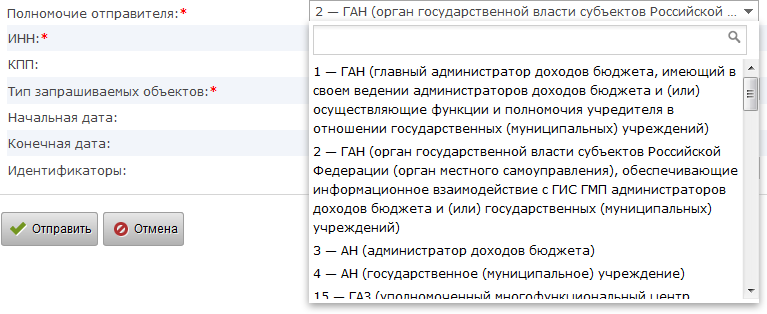 Полномочие отправителя:*
2 — ГАН (орган государственной власти субъектов Российской ...
ИНН:*
КПП:
Тип запрашиваемых объектов:*
Начальная дата:
Конечная дата:
Идентификаторы:
Отправить
Отмена
1 — ГАН (главный администратор доходов бюджета, имеющий в
своем ведении администраторов доходов бюджета и (или)
осуществляющие функции и полномочия учредителя в
отношении государственных (муниципальных) учреждений)
2 — ГАН (орган государственной власти субъектов Российской
Федерации (орган местного самоуправления), обеспечивающие
информационное взаимодействие с ГИС ГМП администраторов
доходов бюджета и (или) государственных (муниципальных)
учреждений)
3 — АН (администратор доходов бюджета)
4 — АН (государственное (муниципальное) учреждение)
15 — ГАЗ (уполномоченный многофункциональный центр